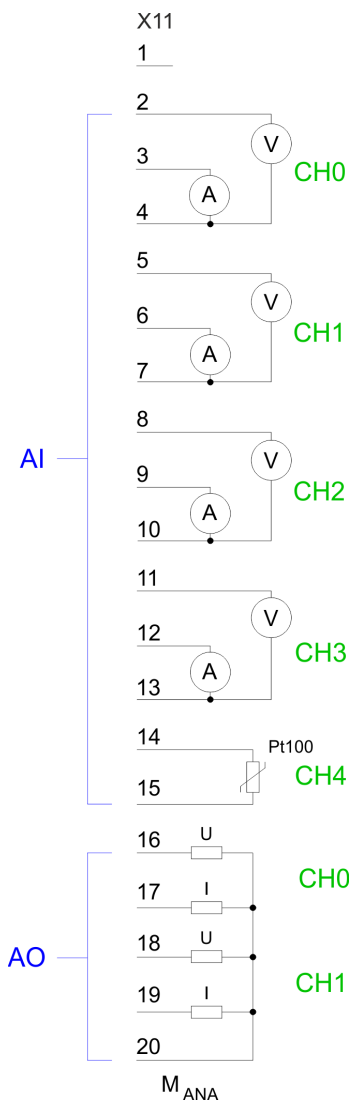 X11
1
2
V
3
CH0
A
4
5
V
6
CH1
A
7
8
V
AI
9
CH2
A
10
11
V
12
CH3
A
13
14
Pt100
CH4
15
16 U
CH0
17 I
18 U
AO
CH1
19 I
20
M ANA